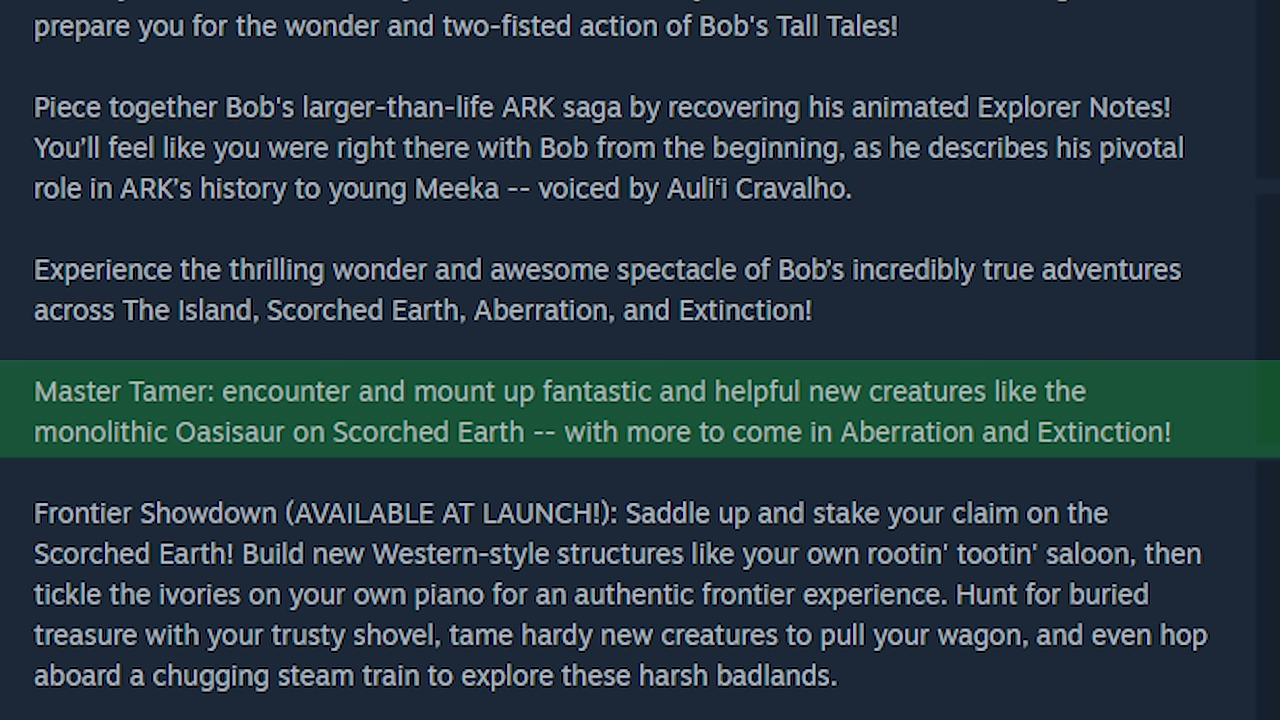 prepare you for the wonder and two-fisted action of Bob's Tall Tales!
Piece together Bob's larger-than-life ARK saga by recovering his animated Explorer Notes!
You’ll feel like you were right there with Bob from the beginning, as he describes his pivotal
role in ARK’s history to young Meeka -- voiced by Auli‘i Cravalho.
Experience the thrilling wonder and awesome spectacle of Bob’s incredibly true adventures
across The Island, Scorched Earth, Aberration, and Extinction!
Master Tamer: encounter and mount up fantastic and helpful new creatures like the
monolithic Oasisaur on Scorched Earth -- with more to come in Aberration and Extinction!
Frontier Showdown (AVAILABLE AT LAUNCH!): Saddle up and stake your claim on the
Scorched Earth! Build new Western-style structures like your own rootin' tootin' saloon, then
tickle the ivories on your own piano for an authentic frontier experience. Hunt for buried
treasure with your trusty shovel, tame hardy new creatures to pull your wagon, and even hop
aboard a chugging steam train to explore these harsh badlands.